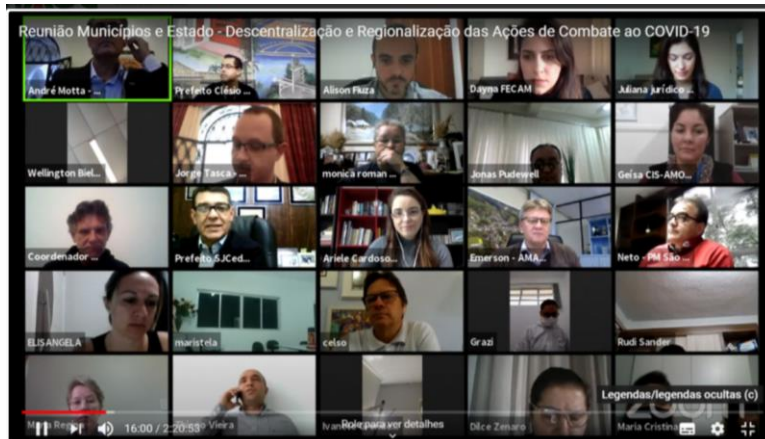 Reunião Municípios e Estado - Descentralização e Regionalização das Ações de Combate ao COVID-19
André Motta - ...
Prefeito Clésio ...
Alison Fiuza
Dayna FECAM
Juliana jurídico ...
Wellington Biel...
Jorge Tasca - ...
monica roman ...
Jonas Pudewell
Geisa CIS-AMO...
Coordenador ...
Prefeito SJCed...
Ariele Cardoso...
Emerson - AMA...
Neto - PM São ...
ELISANGELA
maristela
celso
Grazi
Rudi Sander
Legendas/legendas ocultas (c)
zoom
Vieira
Dilce Zenaro
Maria Cristina
16:00 / 2:20:53
Role para ver detalhes